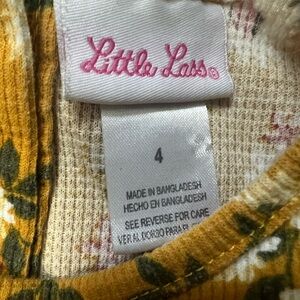 Little Lass®
4
MADE IN BANGLADESH
HECHO EN BANGLADESH
SEE REVERSE FOR CARE
VER AL DORSO PARA EL